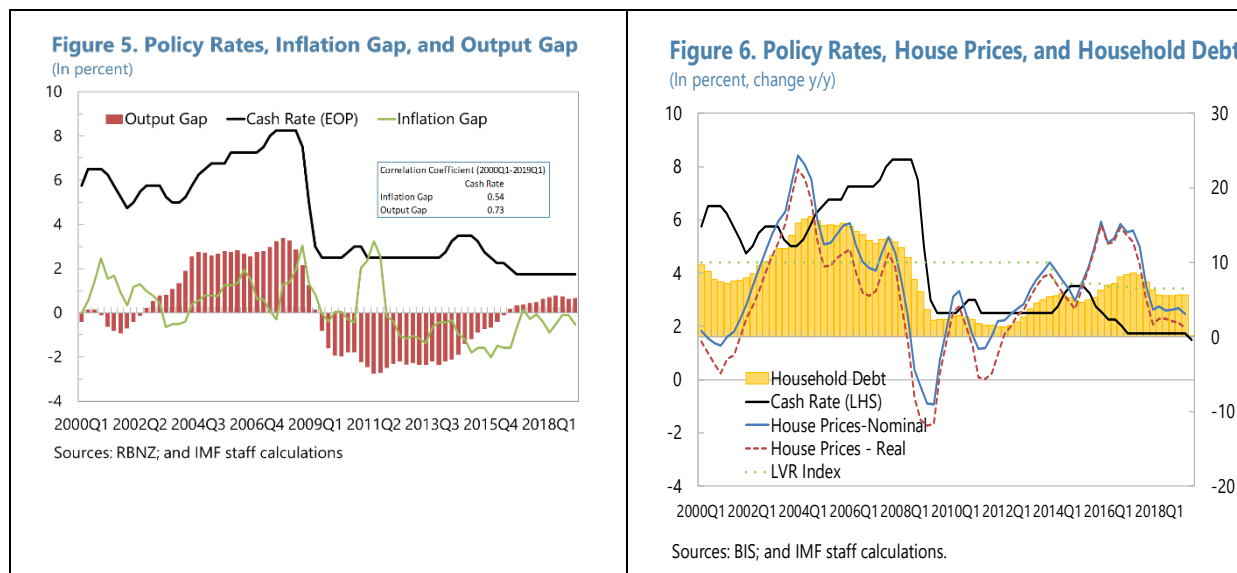 Figure 5. Policy Rates, Inflation Gap, and Output Gap
(In percent)
10
8
6
4
2
0
-2
-4
Output Gap
Cash Rate (EOP)
Inflation Gap
Correlation Coefficient (2000Q1-2019Q1)
Cash Rate
Inflation Gap 0.54
Output Gap 0.73
2000Q1 2002Q2 2004Q3 2006Q4 2009Q1 2011Q2 2013Q3 2015Q4 2018Q1
Sources: RBNZ; and IMF staff calculations
Figure 6. Policy Rates, House Prices, and Household Debt
(In percent, change y/y)
10
8
6
4
2
0
-2
-4
30
20
10
0
-10
-20
Household Debt
Cash Rate (LHS)
House Prices-Nominal
House Prices - Real
LVR Index
2000Q1 2002Q1 2004Q1 2006Q1 2008Q1 2010Q1 2012Q1 2014Q1 2016Q1 2018Q1
Sources: BIS; and IMF staff calculations.